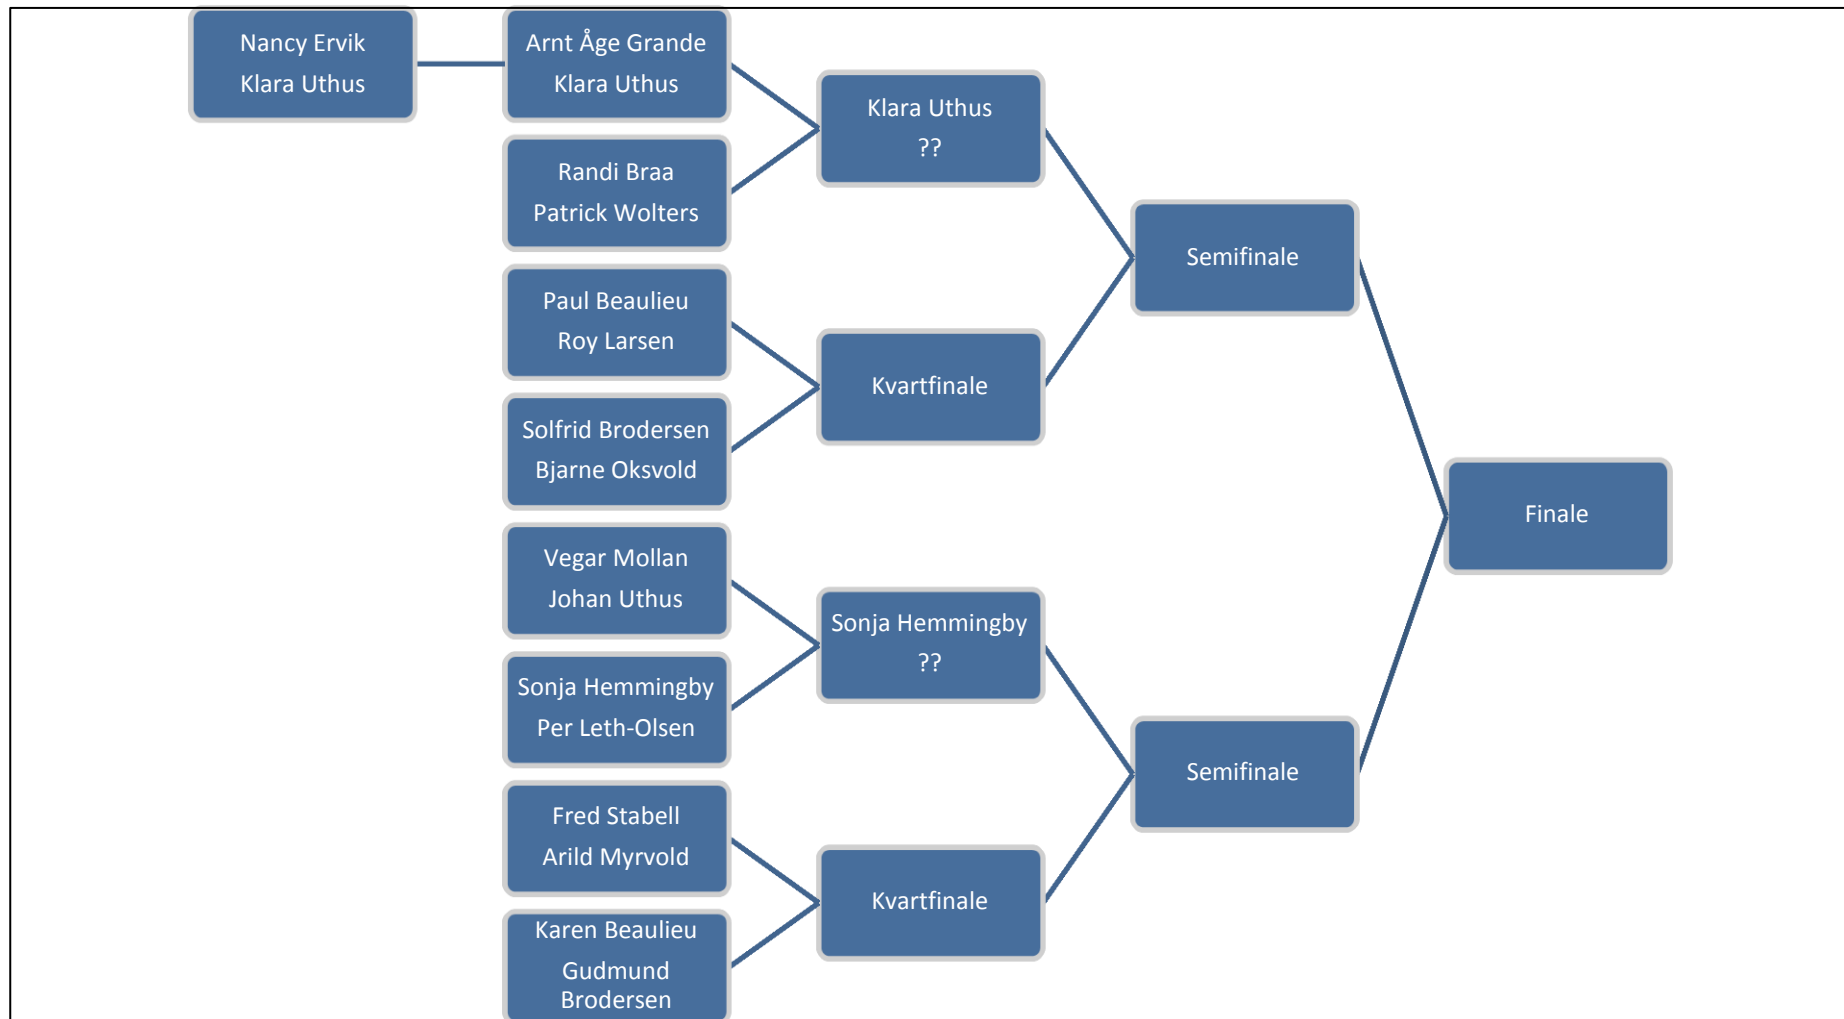 Nancy Ervik
Klara Uthus
Arnt Åge Grande
Klara Uthus
Randi Braa
Patrick Wolters
Paul Beaulieu
Roy Larsen
Solfrid Brodersen
Bjarne Oksvold
Vegar Mollan
Johan Uthus
Sonja Hemmingby
Per Leth-Olsen
Fred Stabell
Arild Myrvold
Karen Beaulieu
Gudmund
Brodersen
Klara Uthus
??
Kvartfinale
Sonja Hemmingby
??
Kvartfinale
Semifinale
Semifinale
Finale